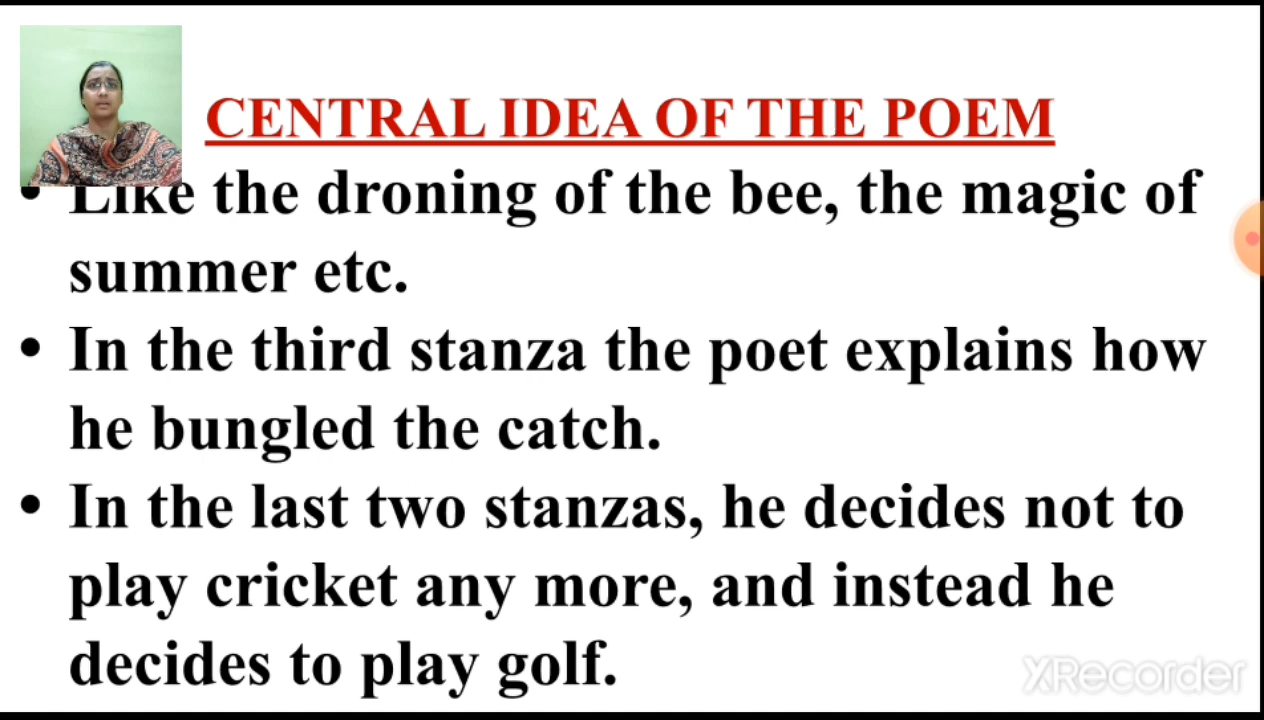 CENTRAL IDEA OF THE POEM
• Like the droning of the bee, the magic of
summer etc.
• In the third stanza the poet explains how
he bungled the catch.
• In the last two stanzas, he decides not to
play cricket any more, and instead he
decides to play golf.
XRecorder